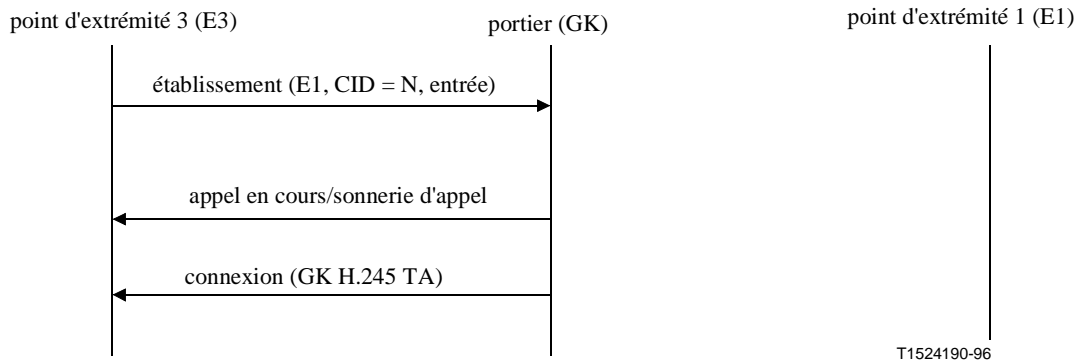 point d'extrémité 3 (E3)
portier (GK)
point d'extrémité 1 (E1)
établissement (E1, CID = N, entrée)
appel en cours/sonnerie d'appel
connexion (GK H.245 TA)
T1524190-96